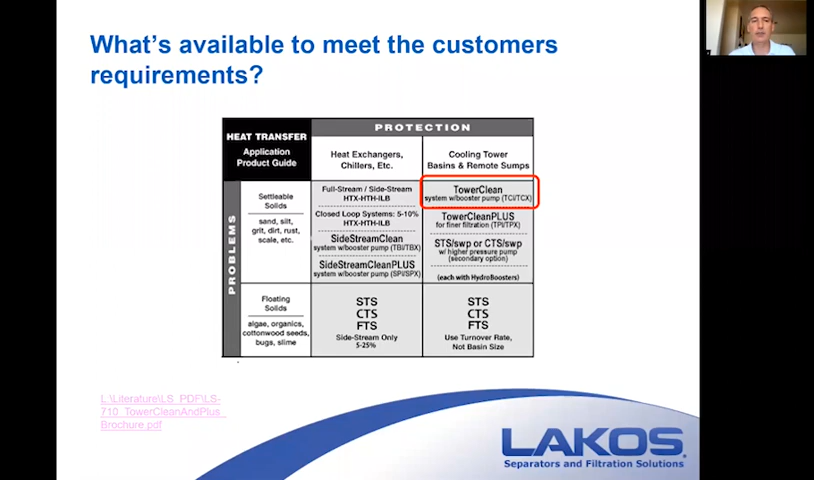 What's available to meet the customers
requirements?
HEAT TRANSFER
Application
Product Guide
PROTECTION
Heat Exchangers,
Chillers, Etc.
Cooling Tower
Basins & Remote Sumps
PROBLEMS
Settleable
Solids
sand, silt,
grit, dirt, rust,
scale, etc.
Full-Stream / Side-Stream
HTX-HTH-ILB
Closed Loop Systems: 5-10%
HTX-HTH-ILB
SideStreamClean
system w/booster pump (TBI/TBX)
SideStreamCleanPLUS
system w/booster pump (SPI/SPX)
TowerClean
system w/booster pump (TCI/TCX)
TowerCleanPLUS
for finer filtration (TPI/TPX)
STS/swp or CTS/swp
w/ higher pressure pump
(secondary option)
(each with HydroBoosters)
Floating
Solids
algae, organics,
cottonwood seeds,
bugs, slime
STS
CTS
FTS
Side-Stream Only
5-25%
STS
CTS
FTS
Use Turnover Rate,
Not Basin Size
L:\Literature\LS_PDF\LS-
710_TowerCleanAndPlus_
Brochure.pdf
LAKOS
Separators and Filtration Solutions